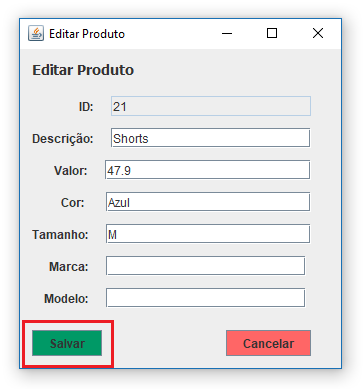 Editar Produto
Editar Produto
ID: 21
Descrição: Shorts
Valor: 47.9
Cor: Azul
Tamanho: M
Marca:
Modelo:
Salvar Cancelar